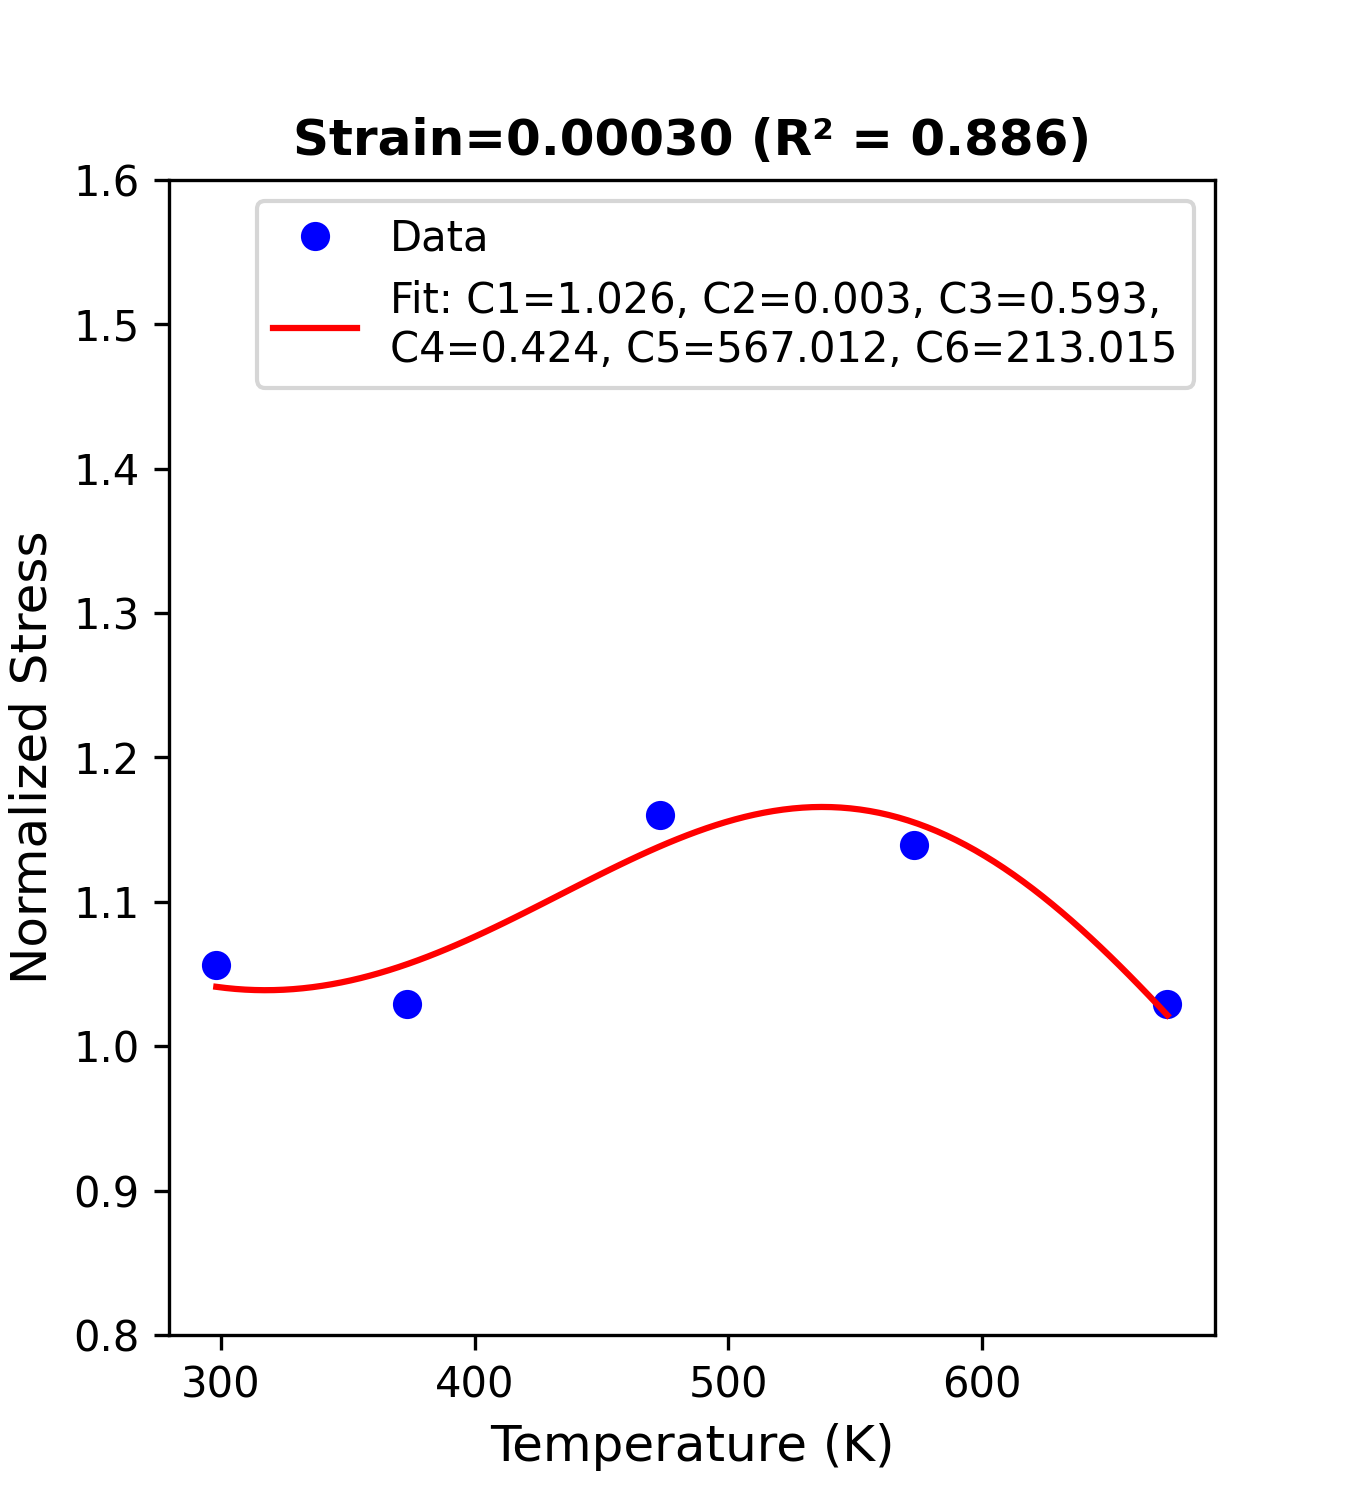 Strain=0.00030 (R² = 0.886)
Data
Fit: C1=1.026, C2=0.003, C3=0.593,
C4=0.424, C5=567.012, C6=213.015
1.6
1.5
1.4
1.3
1.2
1.1
1.0
0.9
0.8
Normalized Stress
300 400 500 600
Temperature (K)